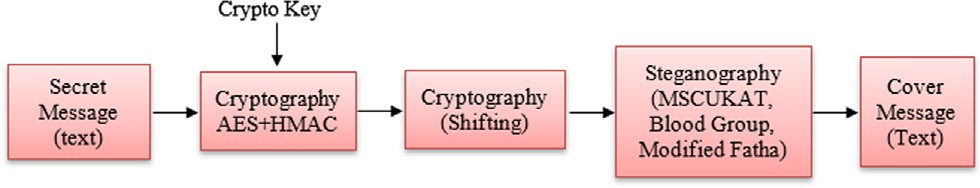 Crypto Key
Secret
Message
(text)
Cryptography
AES+HMAC
Cryptography
(Shifting)
Steganography
(MSCUKAT,
Blood Group,
Modified Fatha)
Cover
Message
(Text)